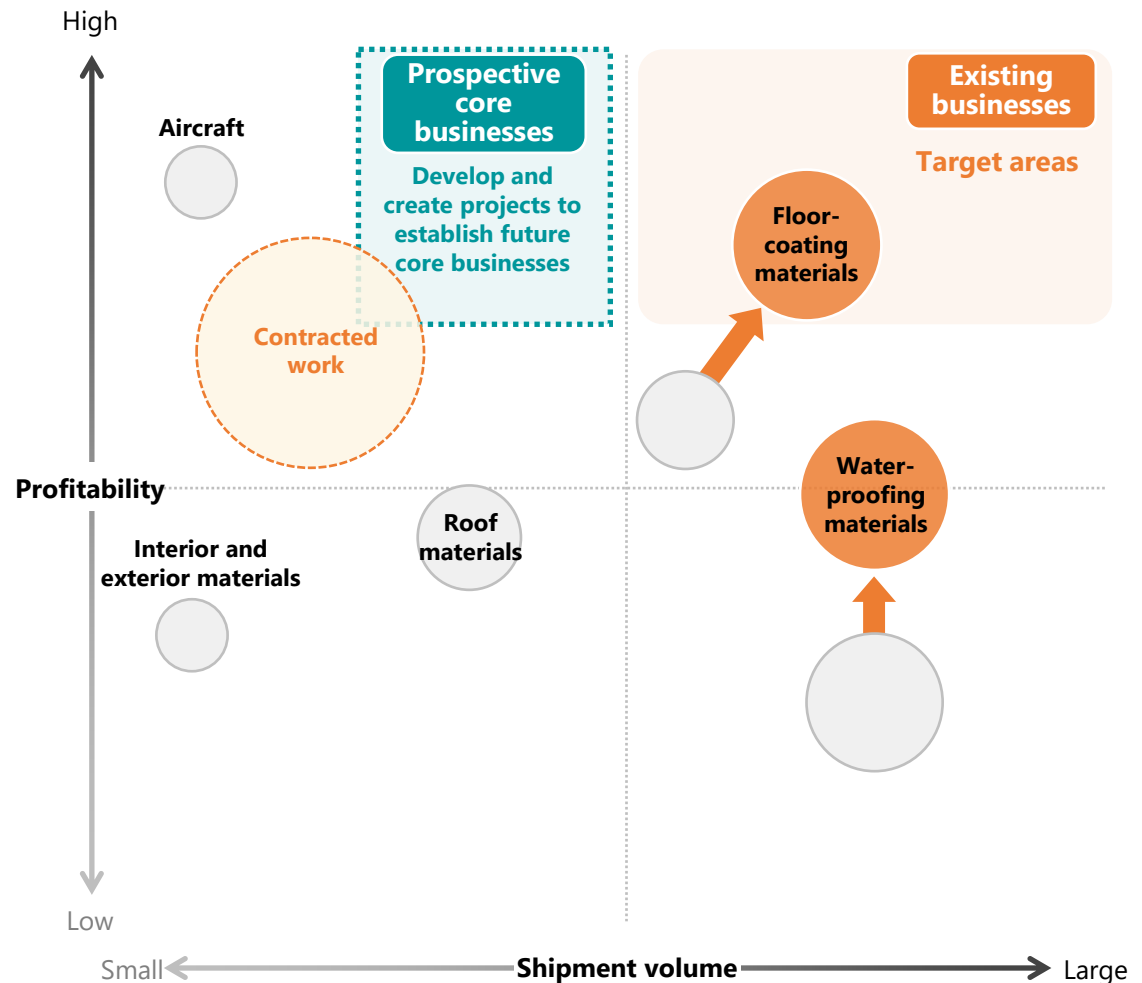 High
Prospective
core
businesses
Develop and
create projects to
establish future
core businesses
Existing
businesses
Target areas
Aircraft
Floor-
coating
materials
Contracted
work
Profitability
Water-
proofing
materials
Roof
materials
Interior and
exterior materials
Low
Small
Shipment volume
Large